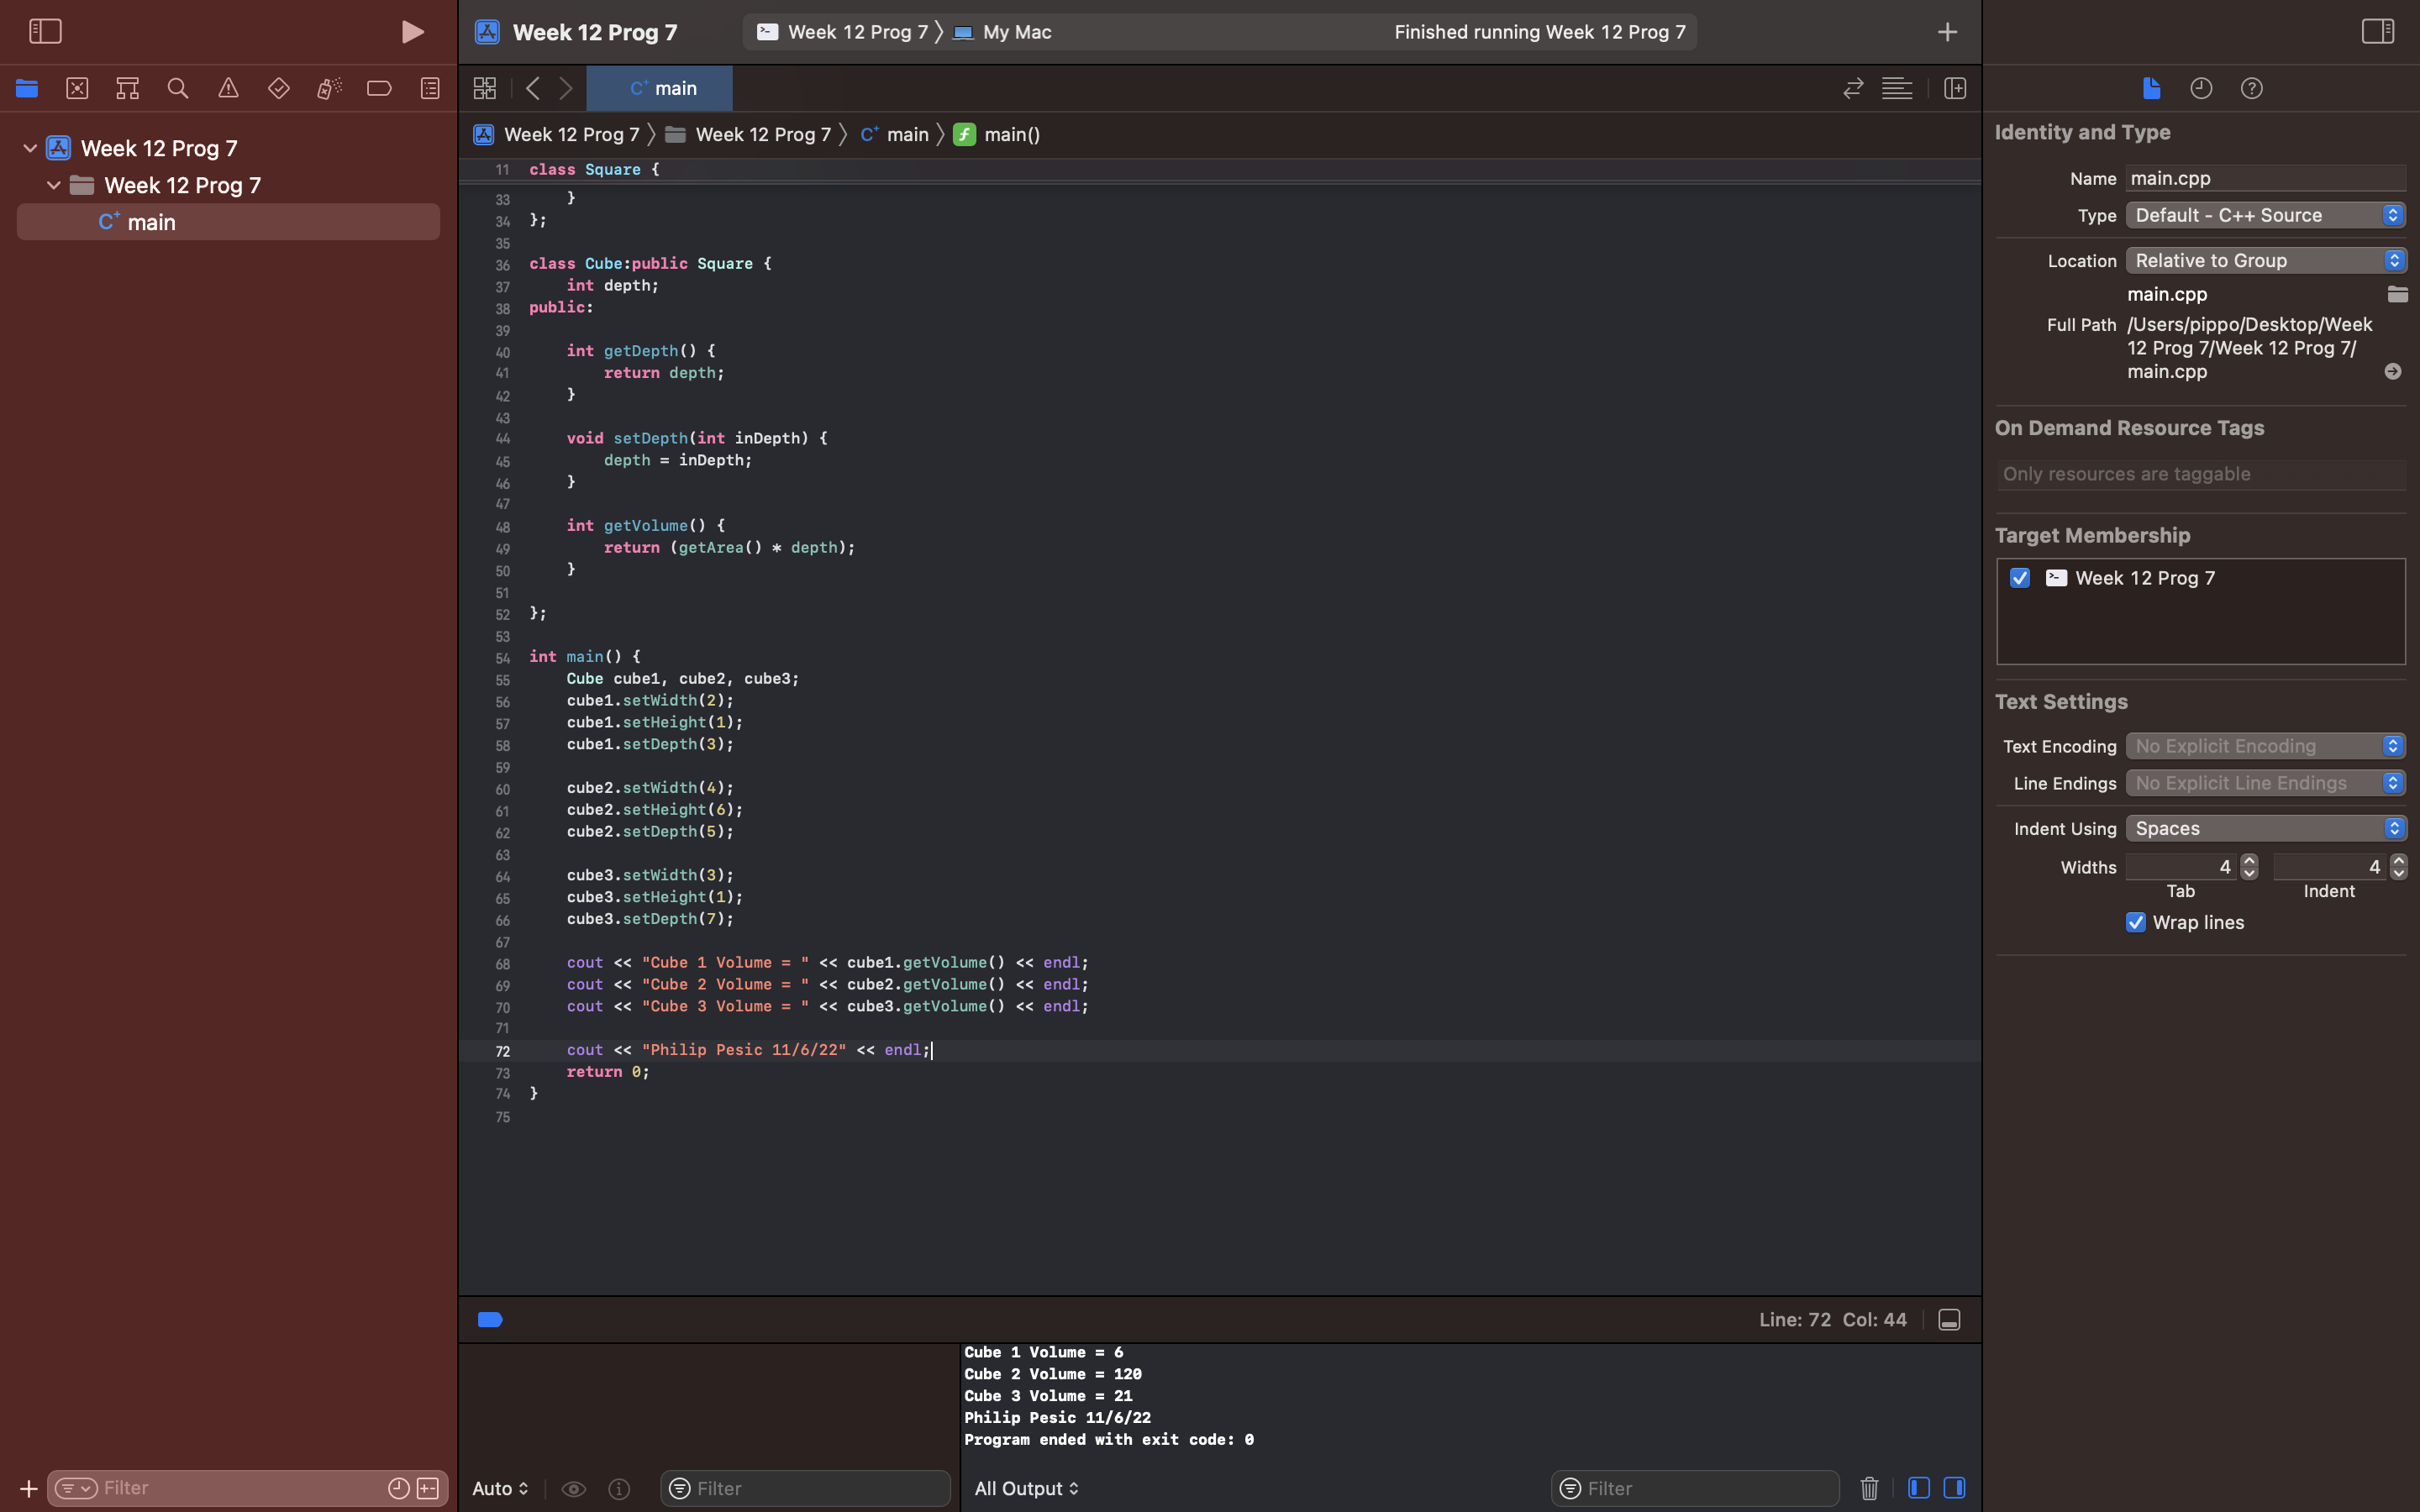 Week 12 Prog 7
Week 12 Prog 7 〉 My Mac
Finished running Week 12 Prog 7
Week 12 Prog 7
Week 12 Prog 7
C+ main
C+ main
Week 12 Prog 7 〉 Week 12 Prog 7 〉 C+ main 〉 f main()
11 class Square {
33     }
34 };
35
36 class Cube:public Square {
37     int depth;
38 public:
39
40     int getDepth() {
41         return depth;
42     }
43
44     void setDepth(int inDepth) {
45         depth = inDepth;
46     }
47
48     int getVolume() {
49         return (getArea() * depth);
50     }
51
52 };
53
54 int main() {
55     Cube cube1, cube2, cube3;
56     cube1.setWidth(2);
57     cube1.setHeight(1);
58     cube1.setDepth(3);
59
60     cube2.setWidth(4);
61     cube2.setHeight(6);
62     cube2.setDepth(5);
63
64     cube3.setWidth(3);
65     cube3.setHeight(1);
66     cube3.setDepth(7);
67
68     cout << "Cube 1 Volume = " << cube1.getVolume() << endl;
69     cout << "Cube 2 Volume = " << cube2.getVolume() << endl;
70     cout << "Cube 3 Volume = " << cube3.getVolume() << endl;
71
72     cout << "Philip Pesic 11/6/22" << endl;
73     return 0;
74 }
75
Line: 72 Col: 44
Cube 1 Volume = 6
Cube 2 Volume = 120
Cube 3 Volume = 21
Philip Pesic 11/6/22
Program ended with exit code: 0
Filter
Auto
Filter
All Output
Filter
Identity and Type
Name main.cpp
Type Default - C++ Source
Location Relative to Group
main.cpp
Full Path /Users/pippo/Desktop/Week
12 Prog 7/Week 12 Prog 7/
main.cpp
On Demand Resource Tags
Only resources are taggable
Target Membership
Week 12 Prog 7
Text Settings
Text Encoding No Explicit Encoding
Line Endings No Explicit Line Endings
Indent Using Spaces
Widths 4 4
Tab Indent
Wrap lines